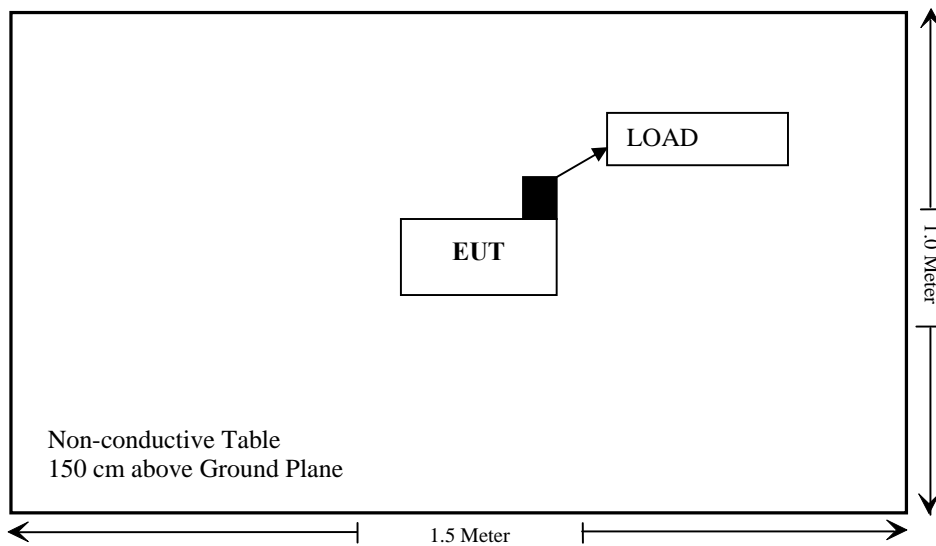 LOAD
EUT
1.0 Meter
Non-conductive Table
150 cm above Ground Plane
1.5 Meter